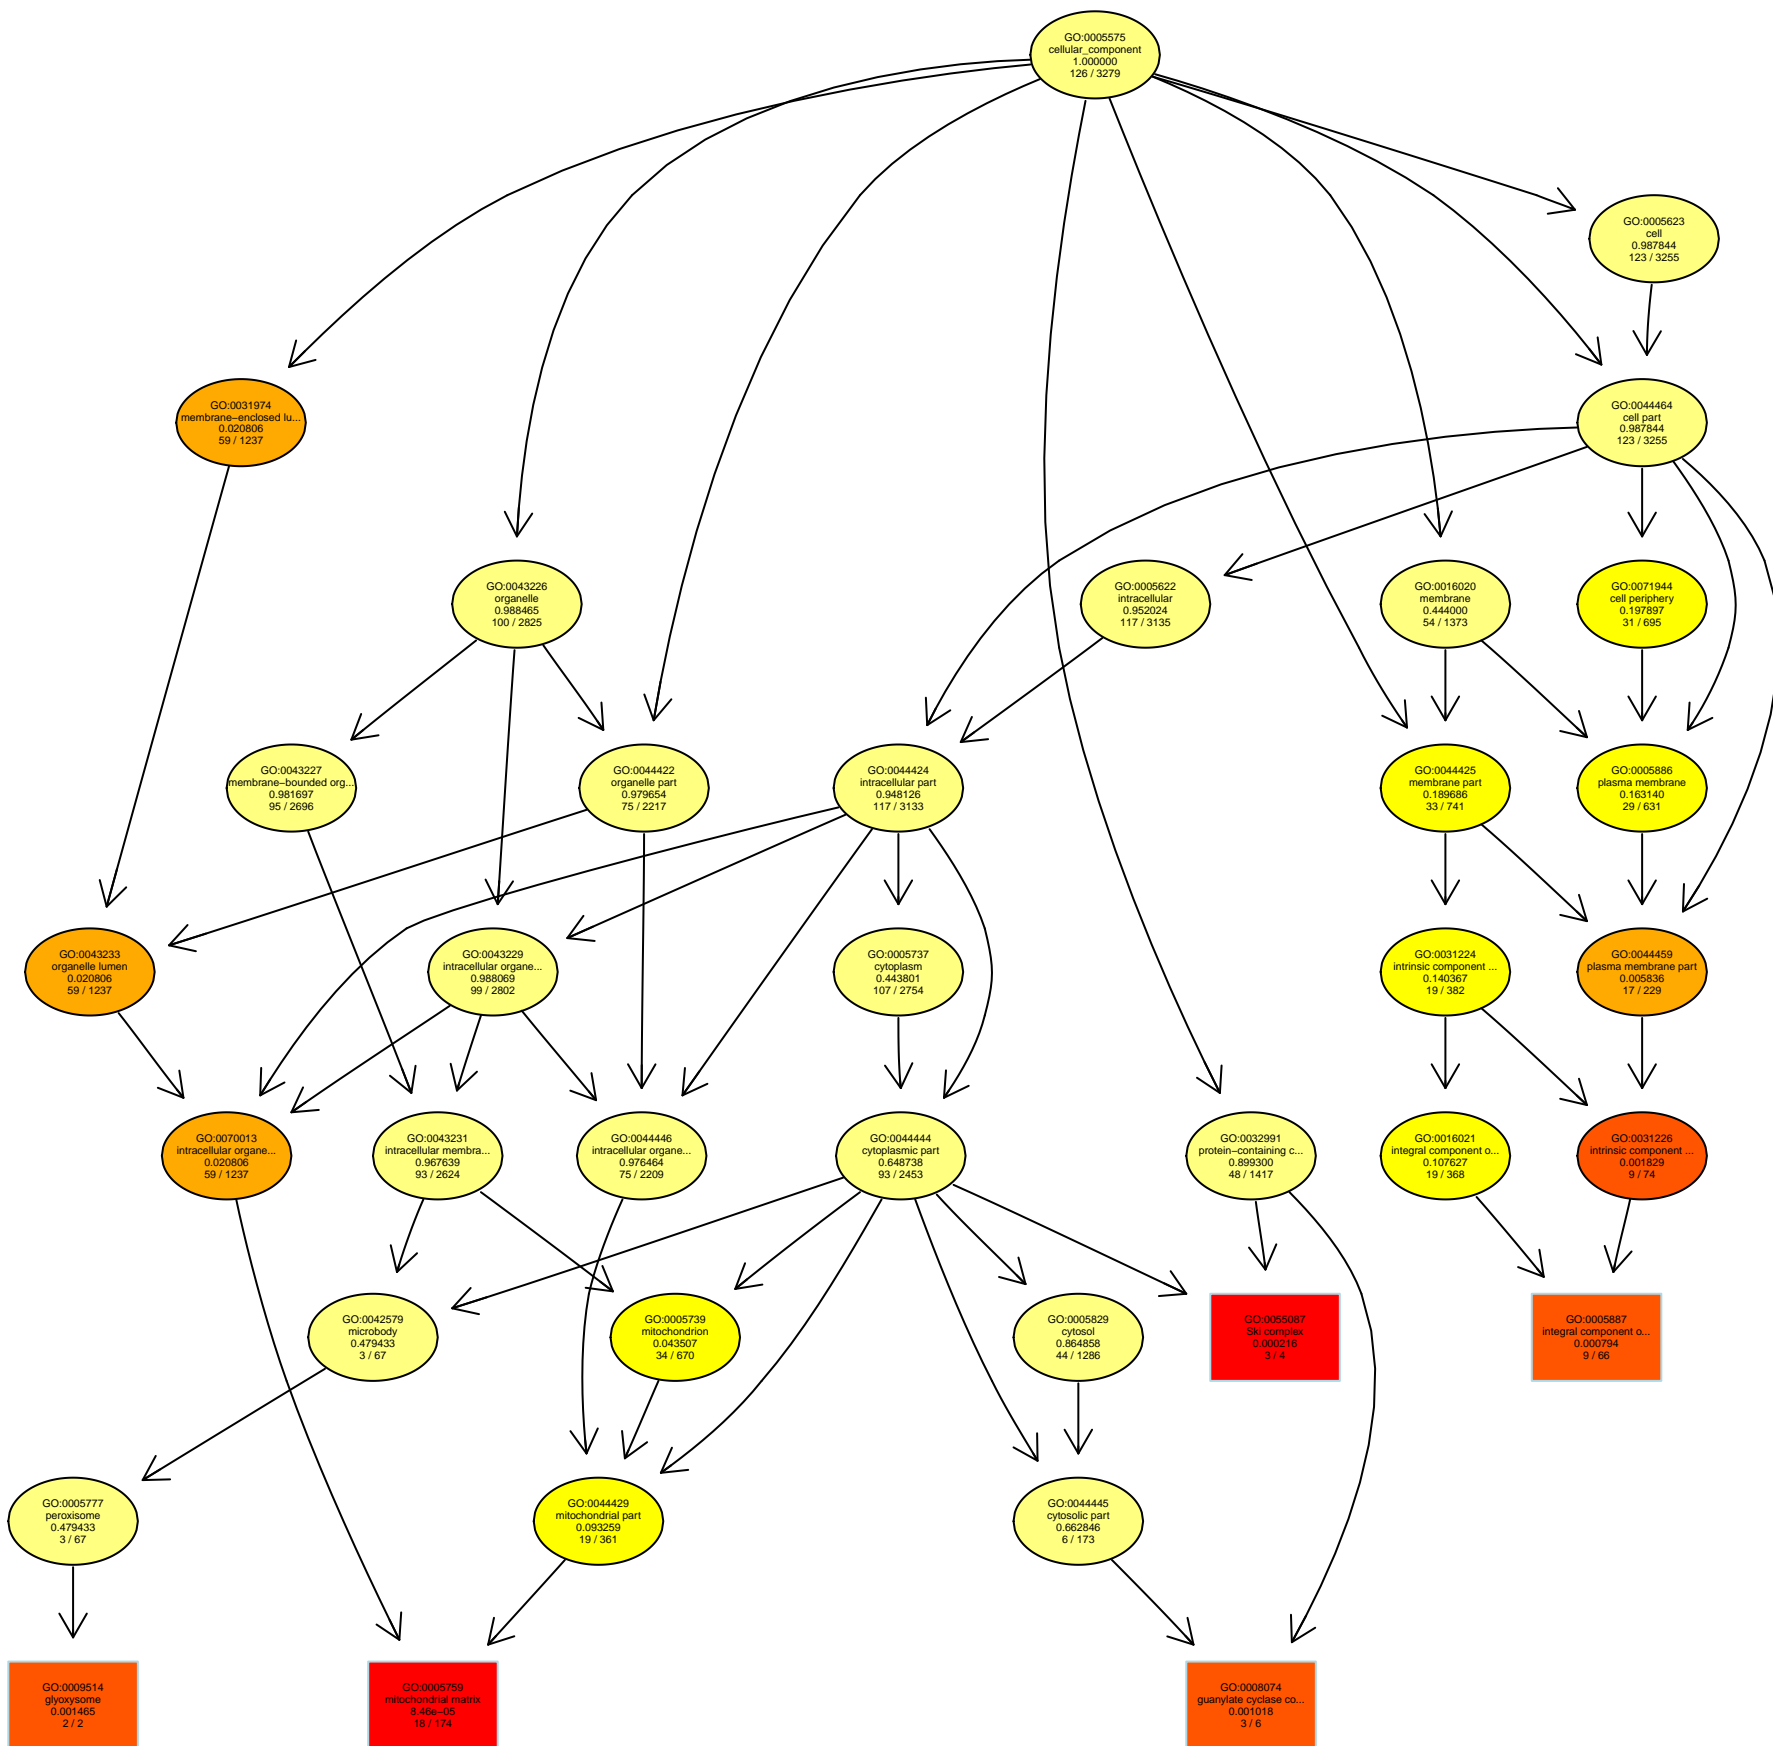 GO:0005575
cellular_component
1.000000
126 / 3279
GO:0005623
cell
0.987844
123 / 3255
GO:0031974
membrane−enclosed lu...
0.020806
59 / 1237
GO:0044464
cell part
0.987844
123 / 3255
GO:0043226
organelle
0.988465
100 / 2825
GO:0005622
intracellular
0.952024
117 / 3135
GO:0016020
membrane
0.444000
54 / 1373
GO:0071944
cell periphery
0.197897
31 / 695
GO:0043227
membrane−bounded org...
0.981697
95 / 2696
GO:0044422
organelle part
0.979654
75 / 2217
GO:0044424
intracellular part
0.948126
117 / 3133
GO:0044425
membrane part
0.189686
33 / 741
GO:0005886
plasma membrane
0.163140
29 / 631
GO:0043233
organelle lumen
0.020806
59 / 1237
GO:0043229
intracellular organe...
0.988069
99 / 2802
GO:0005737
cytoplasm
0.443801
107 / 2754
GO:0031224
intrinsic component ...
0.140367
19 / 382
GO:0044459
plasma membrane part
0.005836
17 / 229
GO:0070013
intracellular organe...
0.020806
59 / 1237
GO:0043231
intracellular membra...
0.967639
93 / 2624
GO:0044446
intracellular organe...
0.976464
75 / 2209
GO:0044444
cytoplasmic part
0.648738
93 / 2453
GO:0032991
protein−containing c...
0.899300
48 / 1417
GO:0016021
integral component o...
0.107627
19 / 368
GO:0031226
intrinsic component ...
0.001829
9 / 74
GO:0042579
microbody
0.479433
3 / 67
GO:0005739
mitochondrion
0.043507
34 / 670
GO:0005829
cytosol
0.864858
44 / 1286
GO:0055087
Ski complex
0.000216
3 / 4
GO:0005887
integral component o...
0.000794
9 / 66
GO:0005777
peroxisome
0.479433
3 / 67
GO:0044429
mitochondrial part
0.093259
19 / 361
GO:0044445
cytosolic part
0.662846
6 / 173
GO:0009514
glyoxysome
0.001465
2 / 2
GO:0005759
mitochondrial matrix
8.46e−05
18 / 174
GO:0008074
guanylate cyclase co...
0.001018
3 / 6